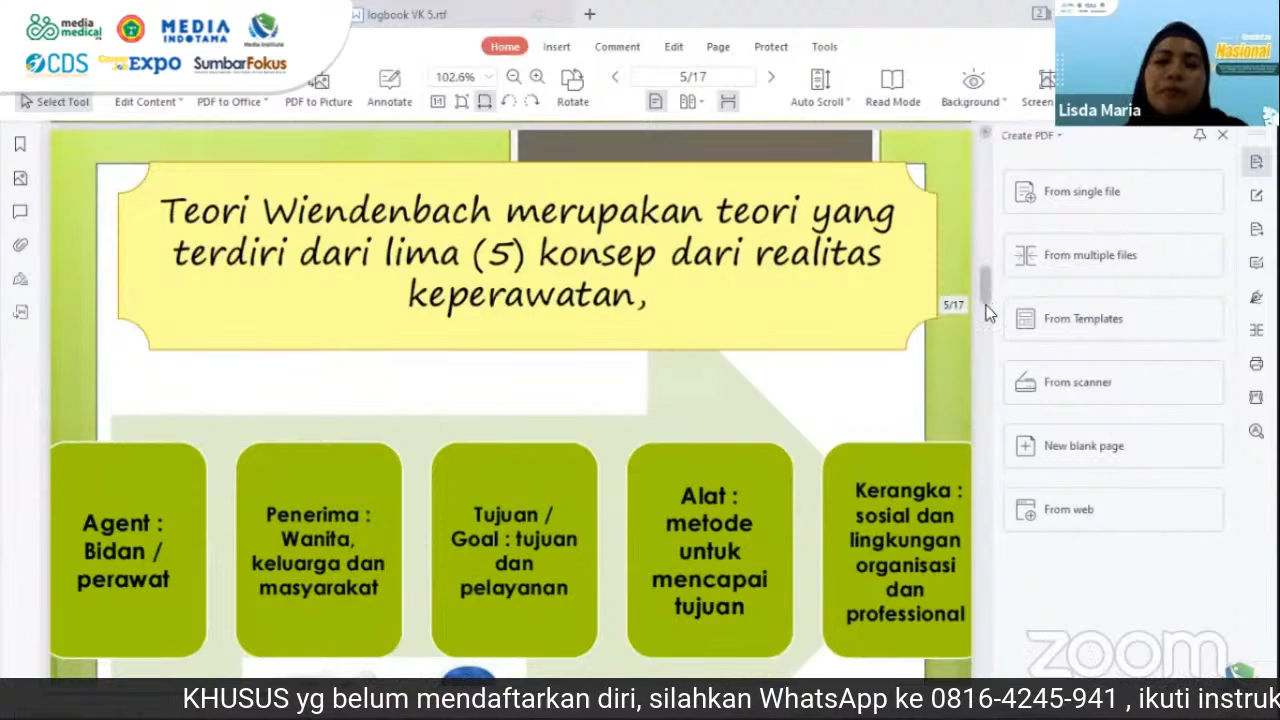 media
medical
MEDIA
INDOTAMA
Media Institute
CDS
Expo
SumbarFokus
logbook VK 5.rtf
2
Home Insert Comment Edit Page Protect Tools
102.6%
5/17
Select Tool Edit Content PDF to Office PDF to Picture Annotate Rotate Auto Scroll Read Mode Background Screen
Nasional
Lisda Maria
Create PDF
From single file
From multiple files
From Templates
From scanner
New blank page
From web
Teori Wiendenbach merupakan teori yang
terdiri dari lima (5) konsep dari realitas
keperawatan,
5/17
Agent :
Bidan /
perawat
Penerima :
Wanita,
keluarga dan
masyarakat
Tujuan /
Goal : tujuan
dan
pelayanan
Alat :
metode
untuk
mencapai
tujuan
Kerangka :
sosial dan
lingkungan
organisasi
dan
professional
zoom
KHUSUS yg belum mendaftarkan diri, silahkan WhatsApp ke 0816-4245-941 , ikuti instruk